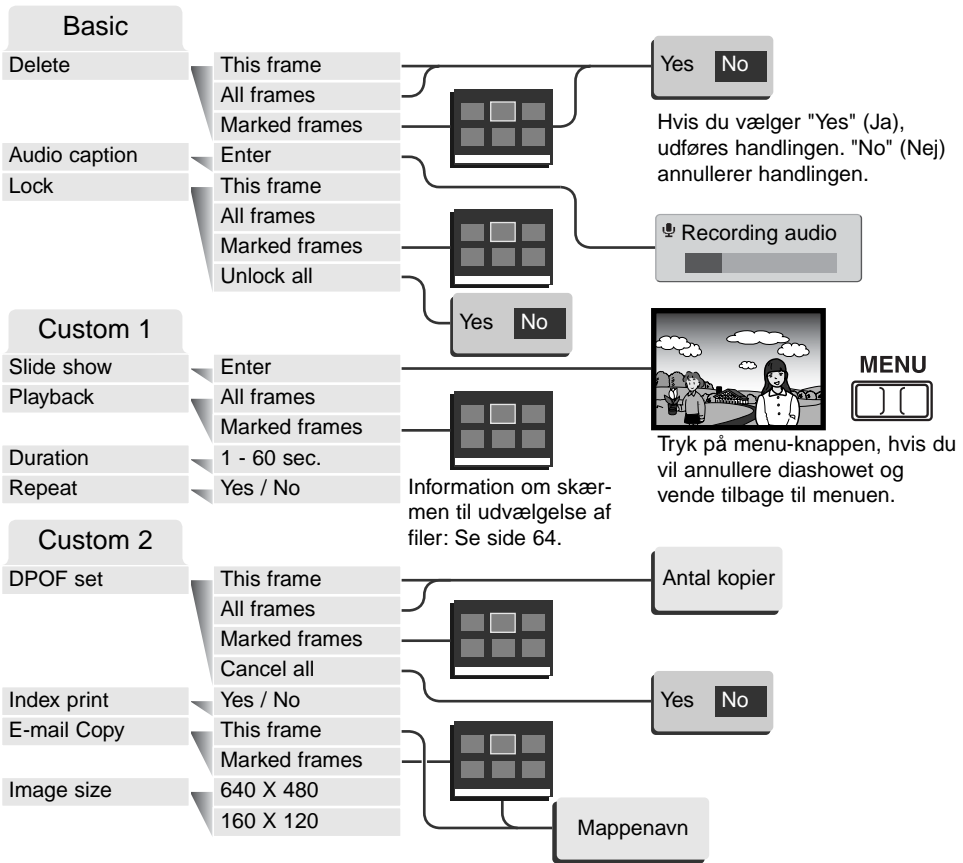 Basic
Delete
This frame
All frames
Marked frames
Yes No
Hvis du vælger "Yes" (Ja),
udføres handlingen. "No" (Nej)
annullerer handlingen.
Audio caption
Enter
Recording audio
Lock
This frame
All frames
Marked frames
Unlock all
Yes No
Custom 1
Slide show
Enter
MENU
Tryk på menu-knappen, hvis du
vil annullere diashowet og
vende tilbage til menuen.
Playback
All frames
Marked frames
Duration
1 - 60 sec.
Repeat
Yes / No
Information om skær-
men til udvælgelse af
filer: Se side 64.
Custom 2
DPOF set
This frame
All frames
Marked frames
Cancel all
Antal kopier
Yes No
Index print
Yes / No
E-mail Copy
This frame
Marked frames
Mappenavn
Image size
640 X 480
160 X 120